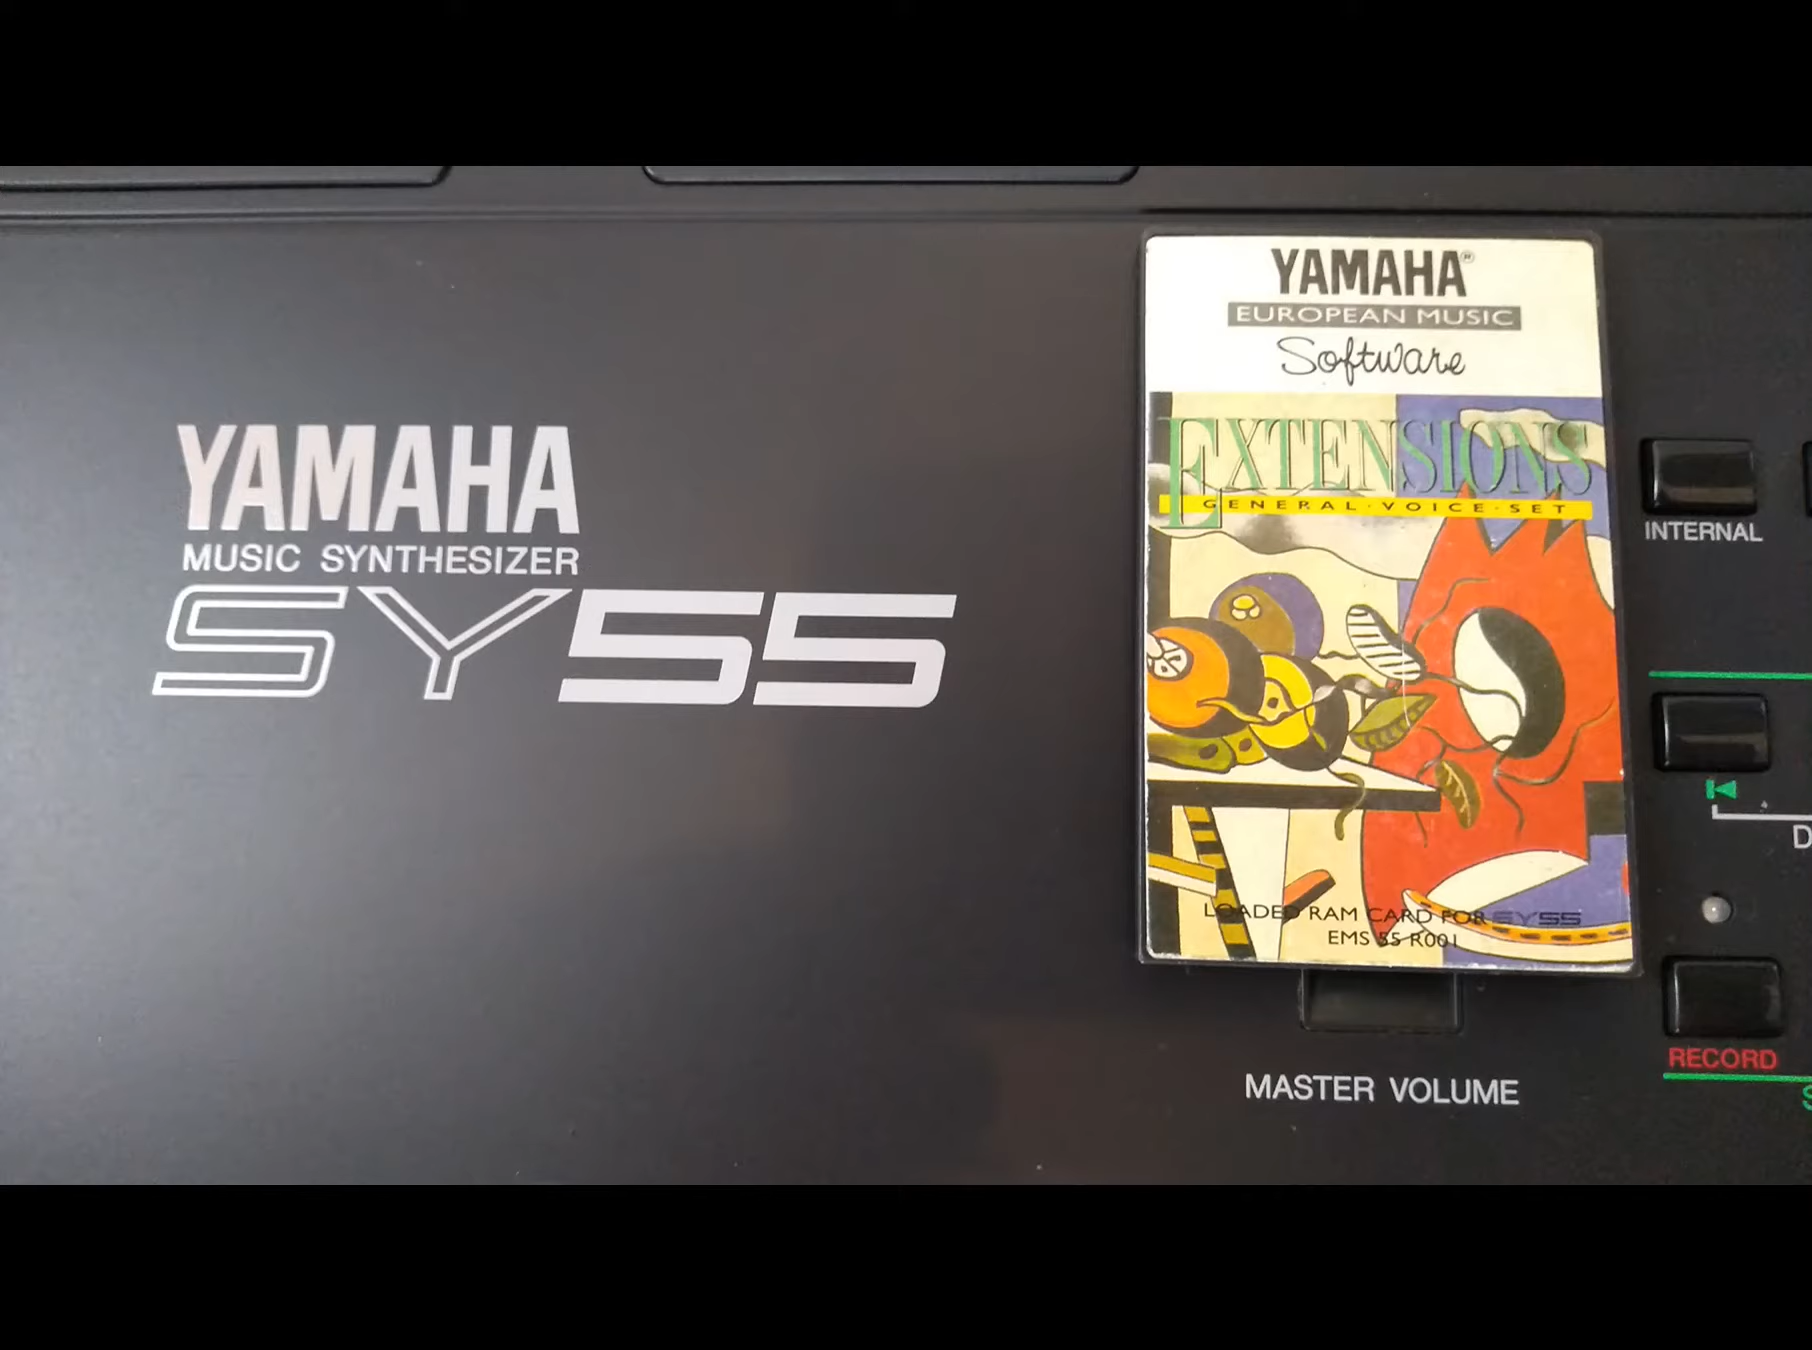 YAMAHA
MUSIC SYNTHESIZER
SY55
YAMAHA®
EUROPEAN MUSIC
Software
EXTENSIONS
GENERAL·VOICE·SET
LOADED RAM CARD FOR SY55
EMS 55 R001
MASTER VOLUME
INTERNAL
RECORD